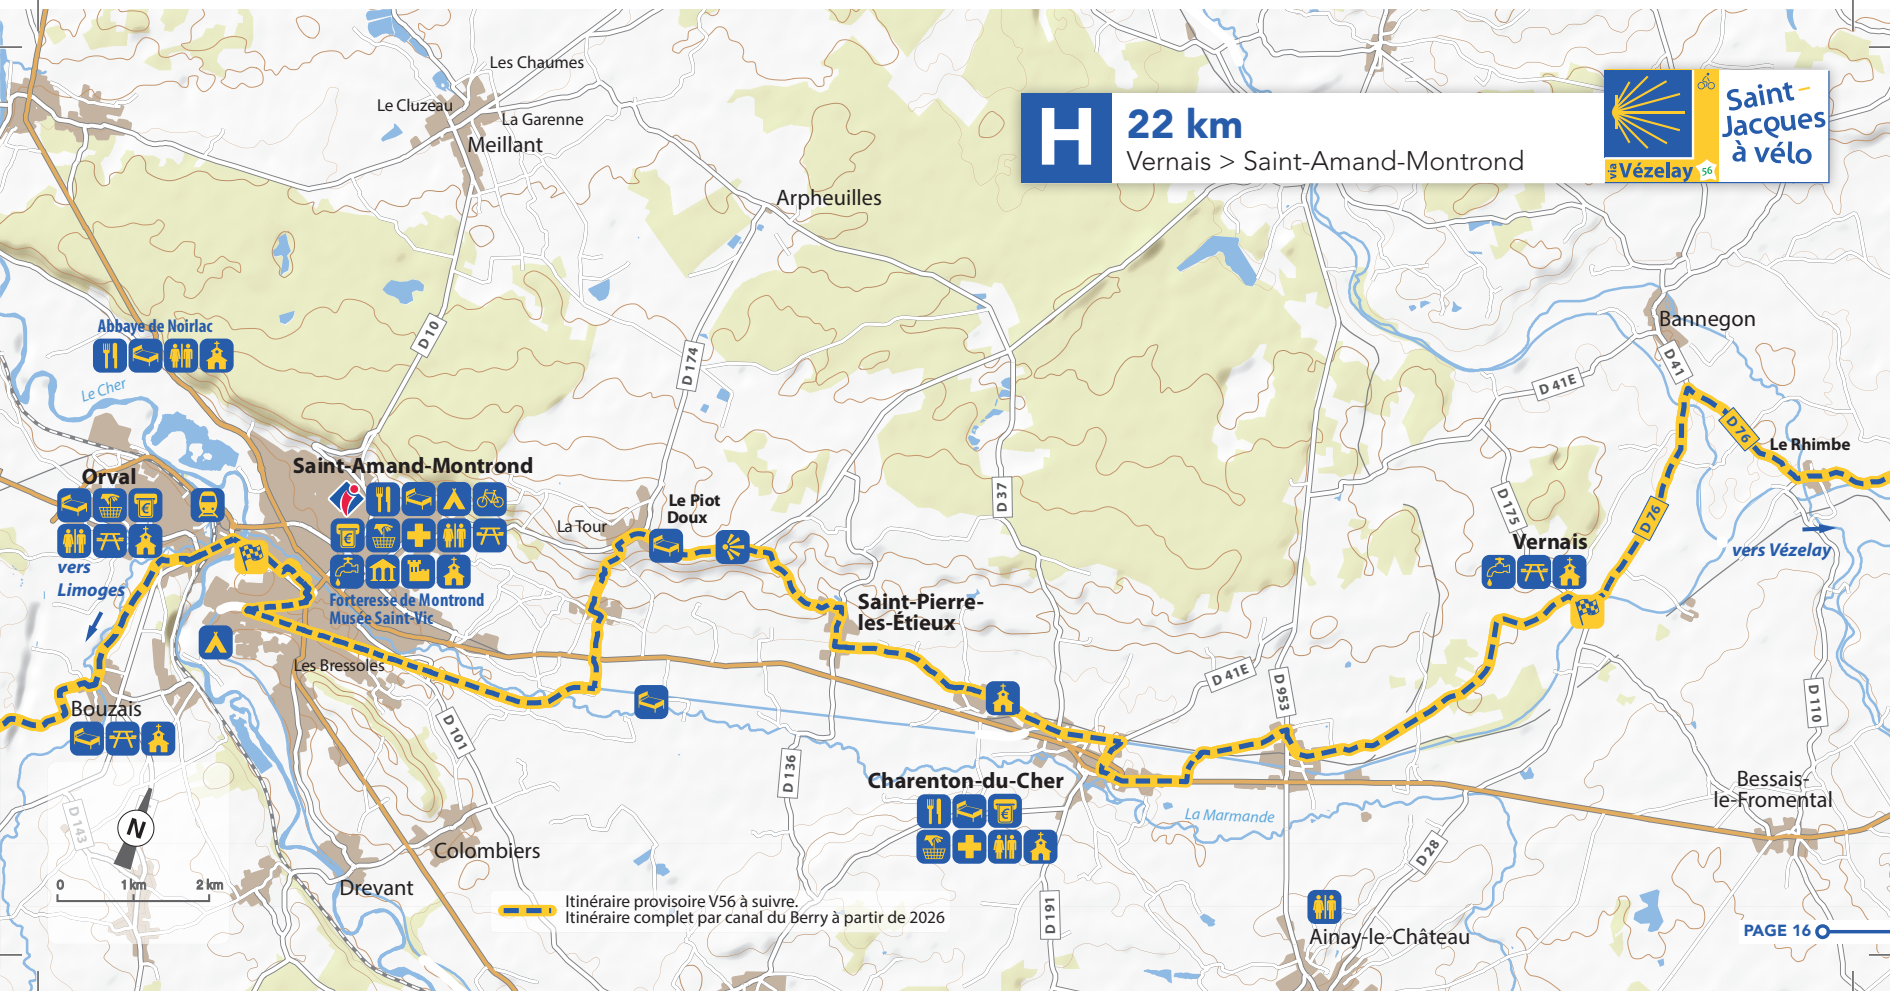 H
22 km
Vernais > Saint-Amand-Montrond
via Vézelay
56
Saint-
Jacques
à vélo
Les Chaumes
Le Cluzeau
La Garenne
Meillant
Arpheuilles
Bannegon
Abbaye de Noirlac
Le Cher
D 10
D 174
D 37
D 41E
D 41
D 76
Le Rhimbe
Orval
Saint-Amand-Montrond
Le Piot
Doux
La Tour
D 175
D 76
Vernais
vers Vézelay
vers
Limoges
Forteresse de Montrond
Musée Saint-Vic
Saint-Pierre-
les-Étieux
Les Bressoles
D 41E
D 953
D 110
Bouzais
D 101
D 136
Charenton-du-Cher
La Marmande
Bessais-
le-Fromental
D 143
N
0 1 km 2 km
Colombiers
Drevant
D 28
D 191
Itinéraire provisoire V56 à suivre.
Itinéraire complet par canal du Berry à partir de 2026
Ainay-le-Château
PAGE 16